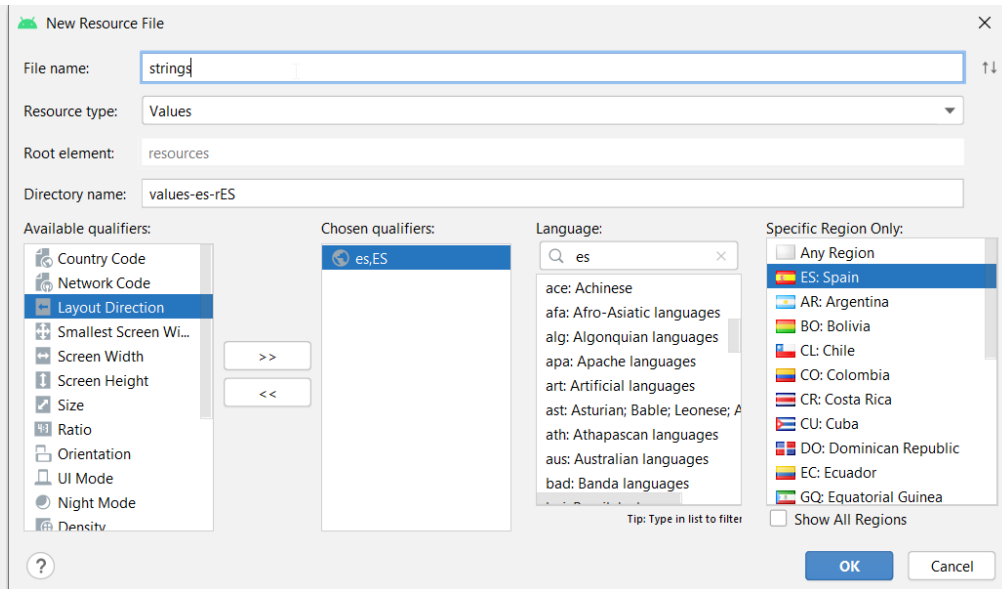 New Resource File
File name: strings
Resource type: Values
Root element: resources
Directory name: values-es-rES
Available qualifiers:
Country Code
Network Code
Layout Direction
Smallest Screen Wi...
Screen Width
Screen Height
Size
Ratio
Orientation
UI Mode
Night Mode
Density
>>
<<
Chosen qualifiers:
es,ES
Language:
es
ace: Achinese
afa: Afro-Asiatic languages
alg: Algonquian languages
apa: Apache languages
art: Artificial languages
ast: Asturian; Bable; Leonese; A
ath: Athapascan languages
aus: Australian languages
bad: Banda languages
Tip: Type in list to filter
Specific Region Only:
Any Region
ES: Spain
AR: Argentina
BO: Bolivia
CL: Chile
CO: Colombia
CR: Costa Rica
CU: Cuba
DO: Dominican Republic
EC: Ecuador
GQ: Equatorial Guinea
Show All Regions
?
OK
Cancel